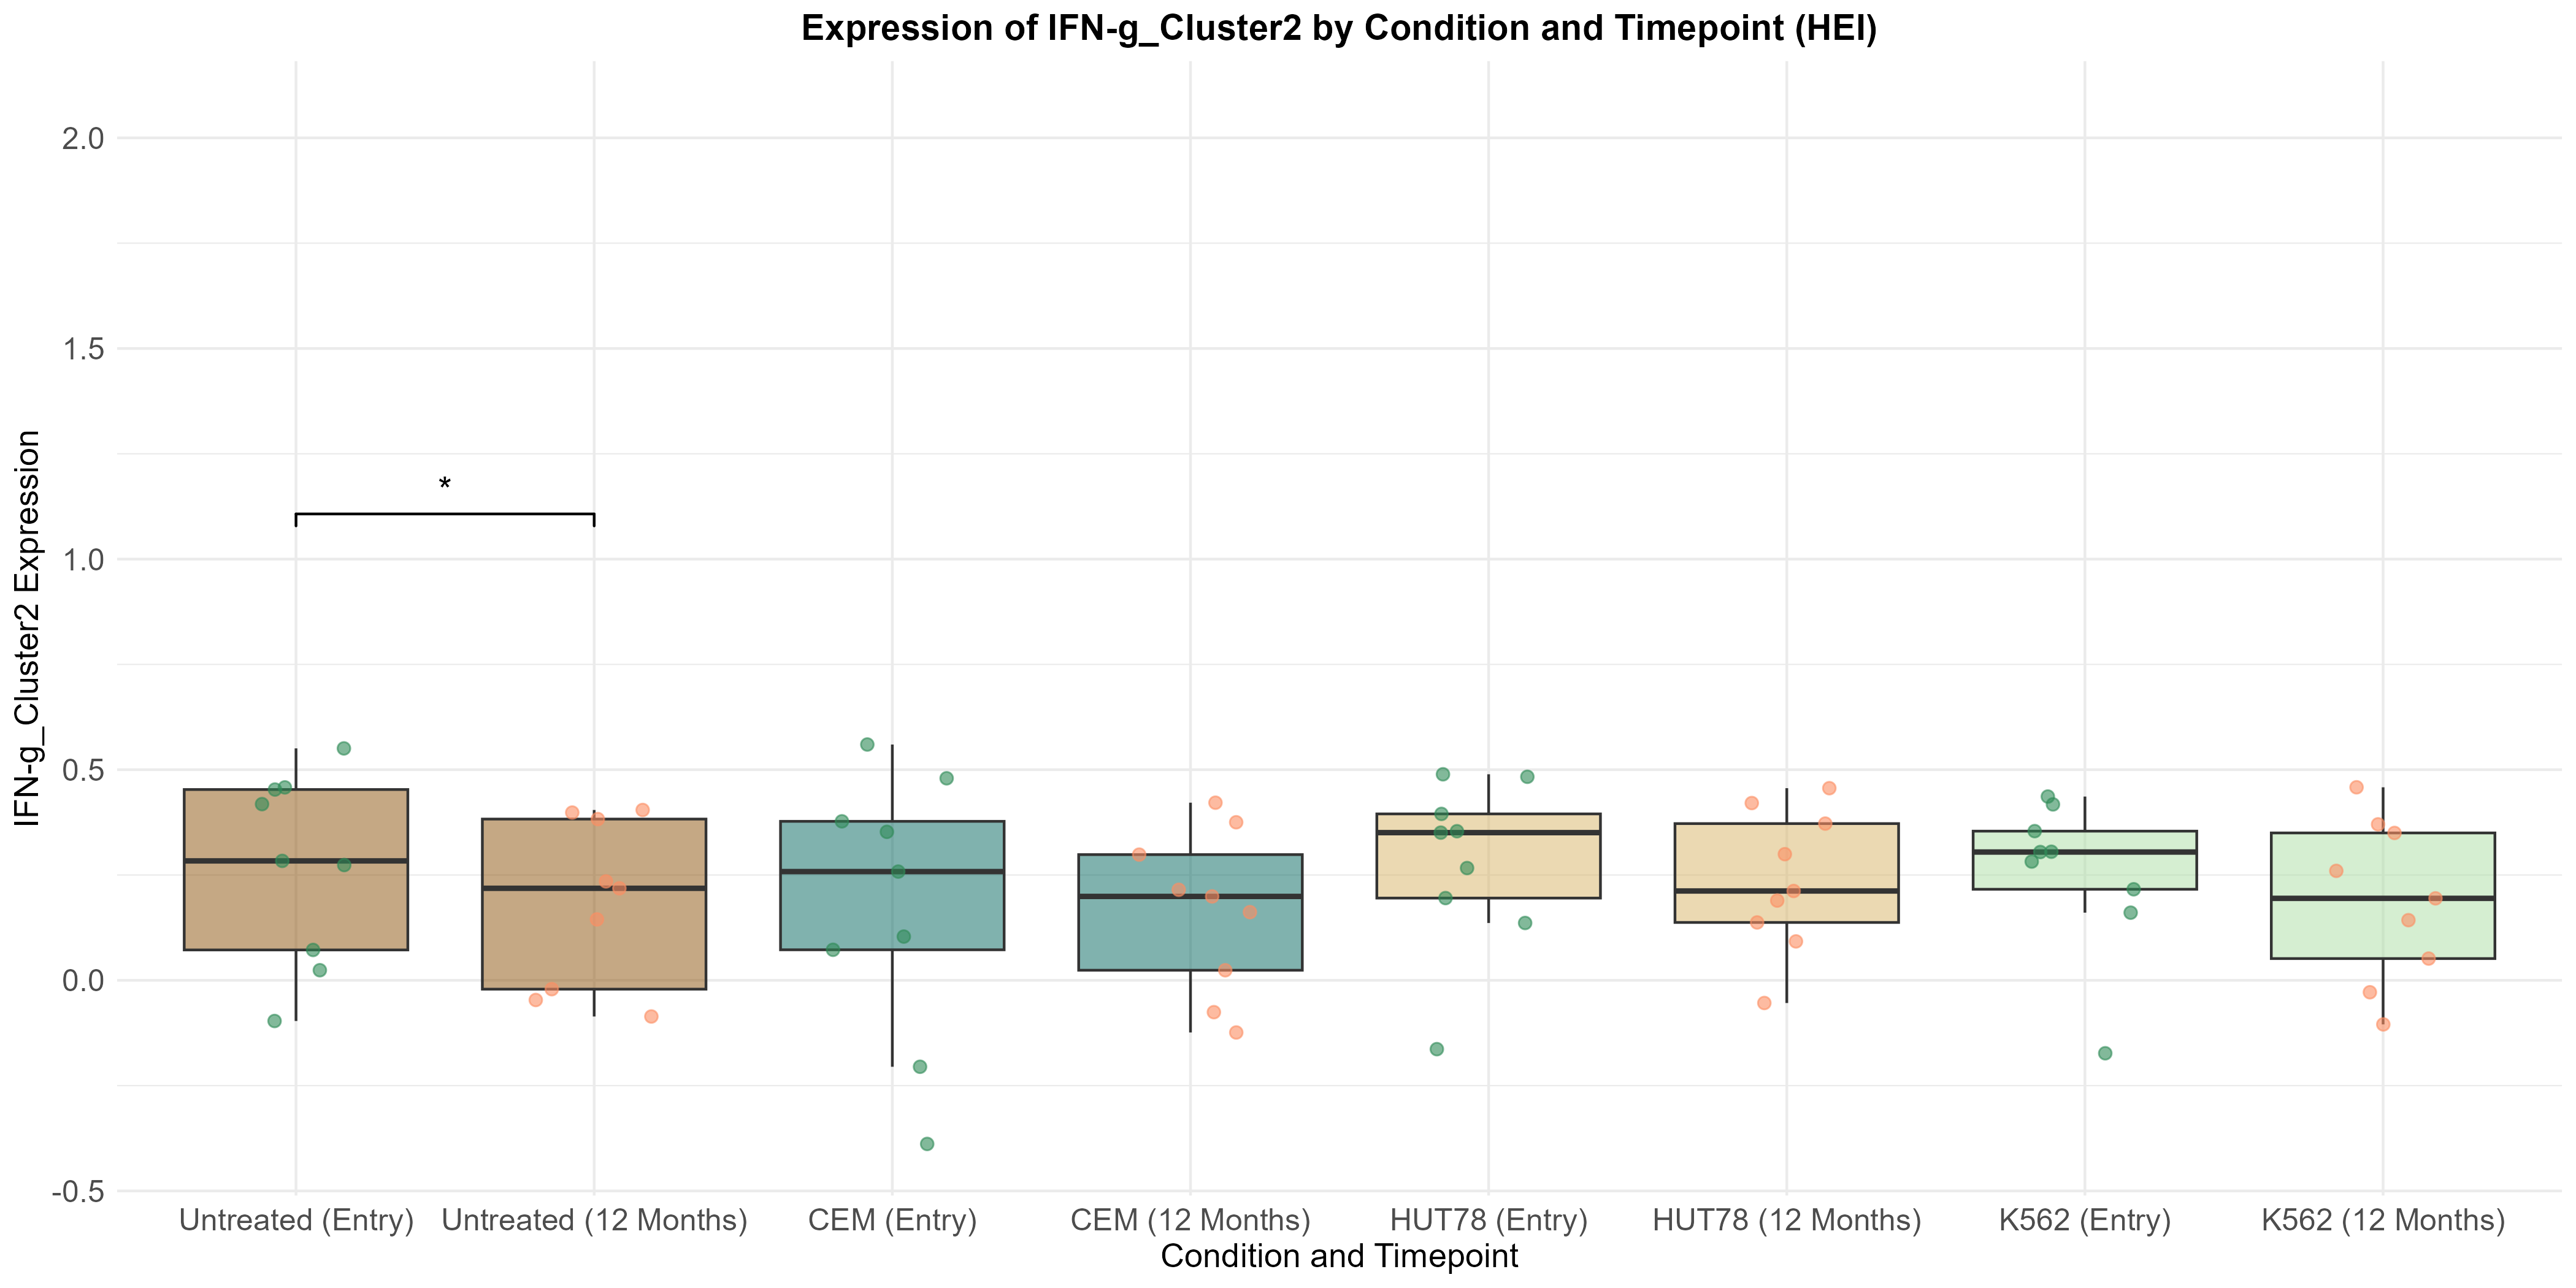 Expression of IFN-g_Cluster2 by Condition and Timepoint (HEI)
IFN-g_Cluster2 Expression
2.0
1.5
1.0
0.5
0.0
-0.5
*
Untreated (Entry) Untreated (12 Months) CEM (Entry) CEM (12 Months) HUT78 (Entry) HUT78 (12 Months) K562 (Entry) K562 (12 Months)
Condition and Timepoint